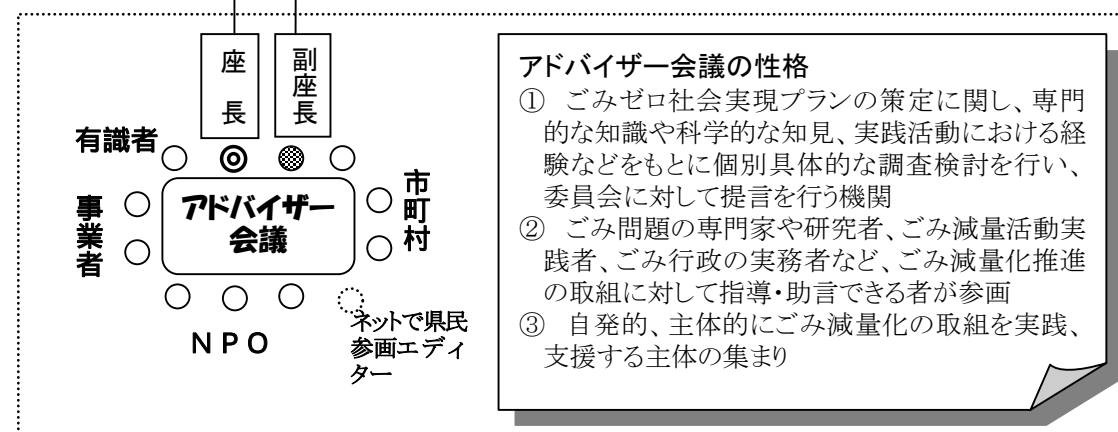 座長
副座長
有識者
事業者
アドバイザー
会議
市町村
NPO
ネットで県民
参画エディ
ター
アドバイザー会議の性格
① ごみゼロ社会実現プランの策定に関し、専門
的な知識や科学的な知見、実践活動における経
験などをもとに個別具体的な調査検討を行い、
委員会に対して提言を行う機関
② ごみ問題の専門家や研究者、ごみ減量活動実
践者、ごみ行政の実務者など、ごみ減量化推進
の取組に対して指導・助言できる者が参画
③ 自発的、主体的にごみ減量化の取組を実践、
支援する主体の集まり